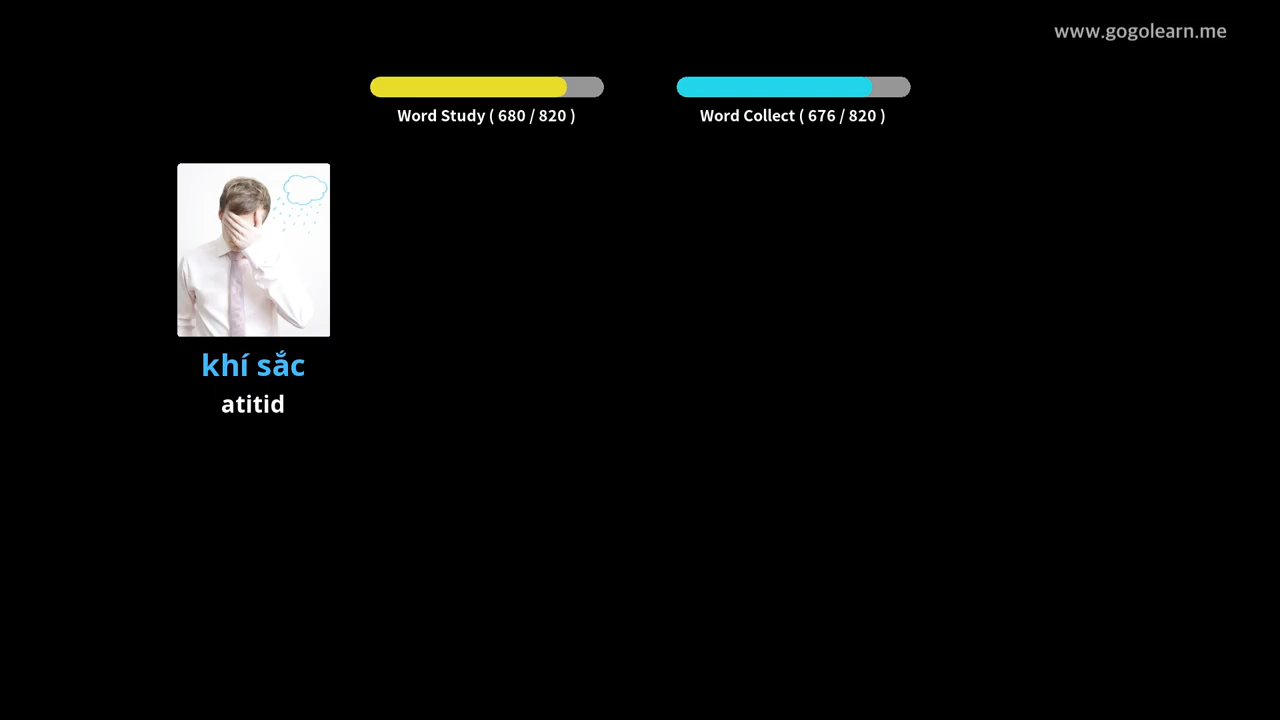 www.gogolearn.me
Word Study ( 680 / 820 )
Word Collect ( 676 / 820 )
khí sắc
atitid